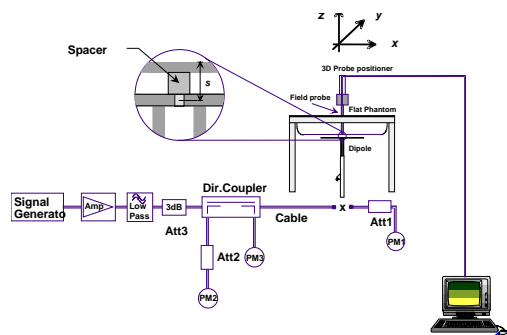 z
y
x
Spacer
s
3D Probe positioner
Field probe
Flat Phantom
Dipole
Signal
Generato
Amp
Low
Pass
3dB
Att3
Dir.Coupler
Cable
x
Att1
PM1
Att2
PM3
PM2